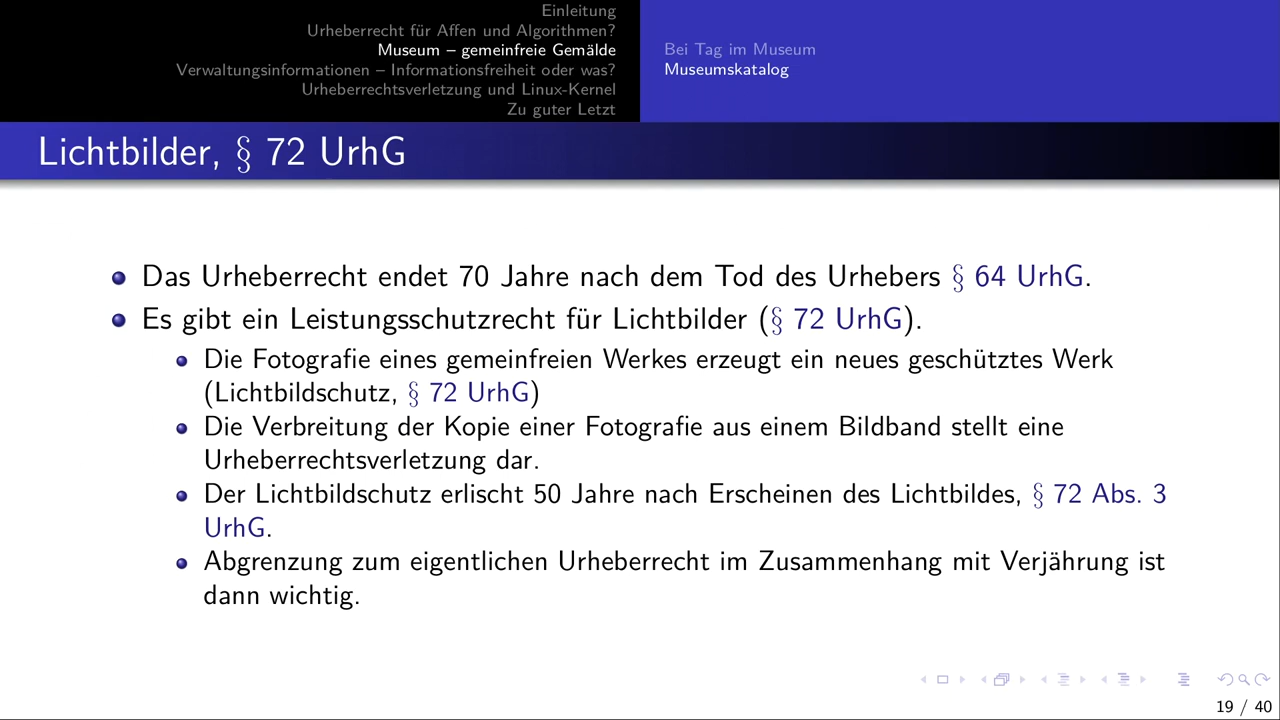 Einleitung
Urheberrecht für Affen und Algorithmen?
Museum – gemeinfreie Gemälde
Verwaltungsinformationen – Informationsfreiheit oder was?
Urheberrechtsverletzung und Linux-Kernel
Zu guter Letzt
Bei Tag im Museum
Museumskatalog
Lichtbilder, § 72 UrhG
Das Urheberrecht endet 70 Jahre nach dem Tod des Urhebers § 64 UrhG.
Es gibt ein Leistungsschutzrecht für Lichtbilder (§ 72 UrhG).
Die Fotografie eines gemeinfreien Werkes erzeugt ein neues geschütztes Werk
(Lichtbildschutz, § 72 UrhG)
Die Verbreitung der Kopie einer Fotografie aus einem Bildband stellt eine
Urheberrechtsverletzung dar.
Der Lichtbildschutz erlischt 50 Jahre nach Erscheinen des Lichtbildes, § 72 Abs. 3
UrhG.
Abgrenzung zum eigentlichen Urheberrecht im Zusammenhang mit Verjährung ist
dann wichtig.
19 / 40